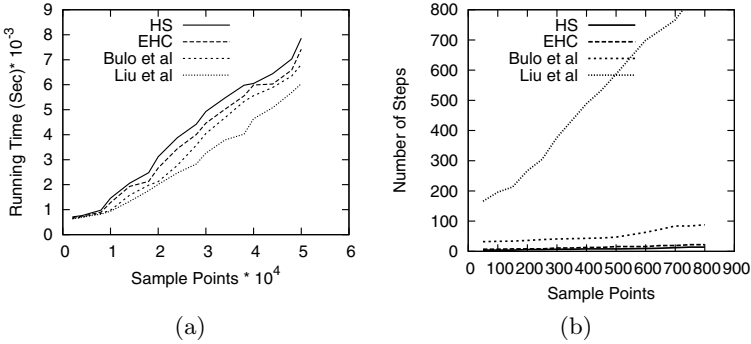 9
8
7
6
5
4
3
2
1
0
Running Time (Sec)* 10^-3
HS
EHC
Bulo et al
Liu et al
0 1 2 3 4 5 6
Sample Points * 10^4
(a)
800
700
600
500
400
300
200
100
0
Number of Steps
HS
EHC
Bulo et al
Liu et al
0 100 200 300 400 500 600 700 800 900
Sample Points
(b)